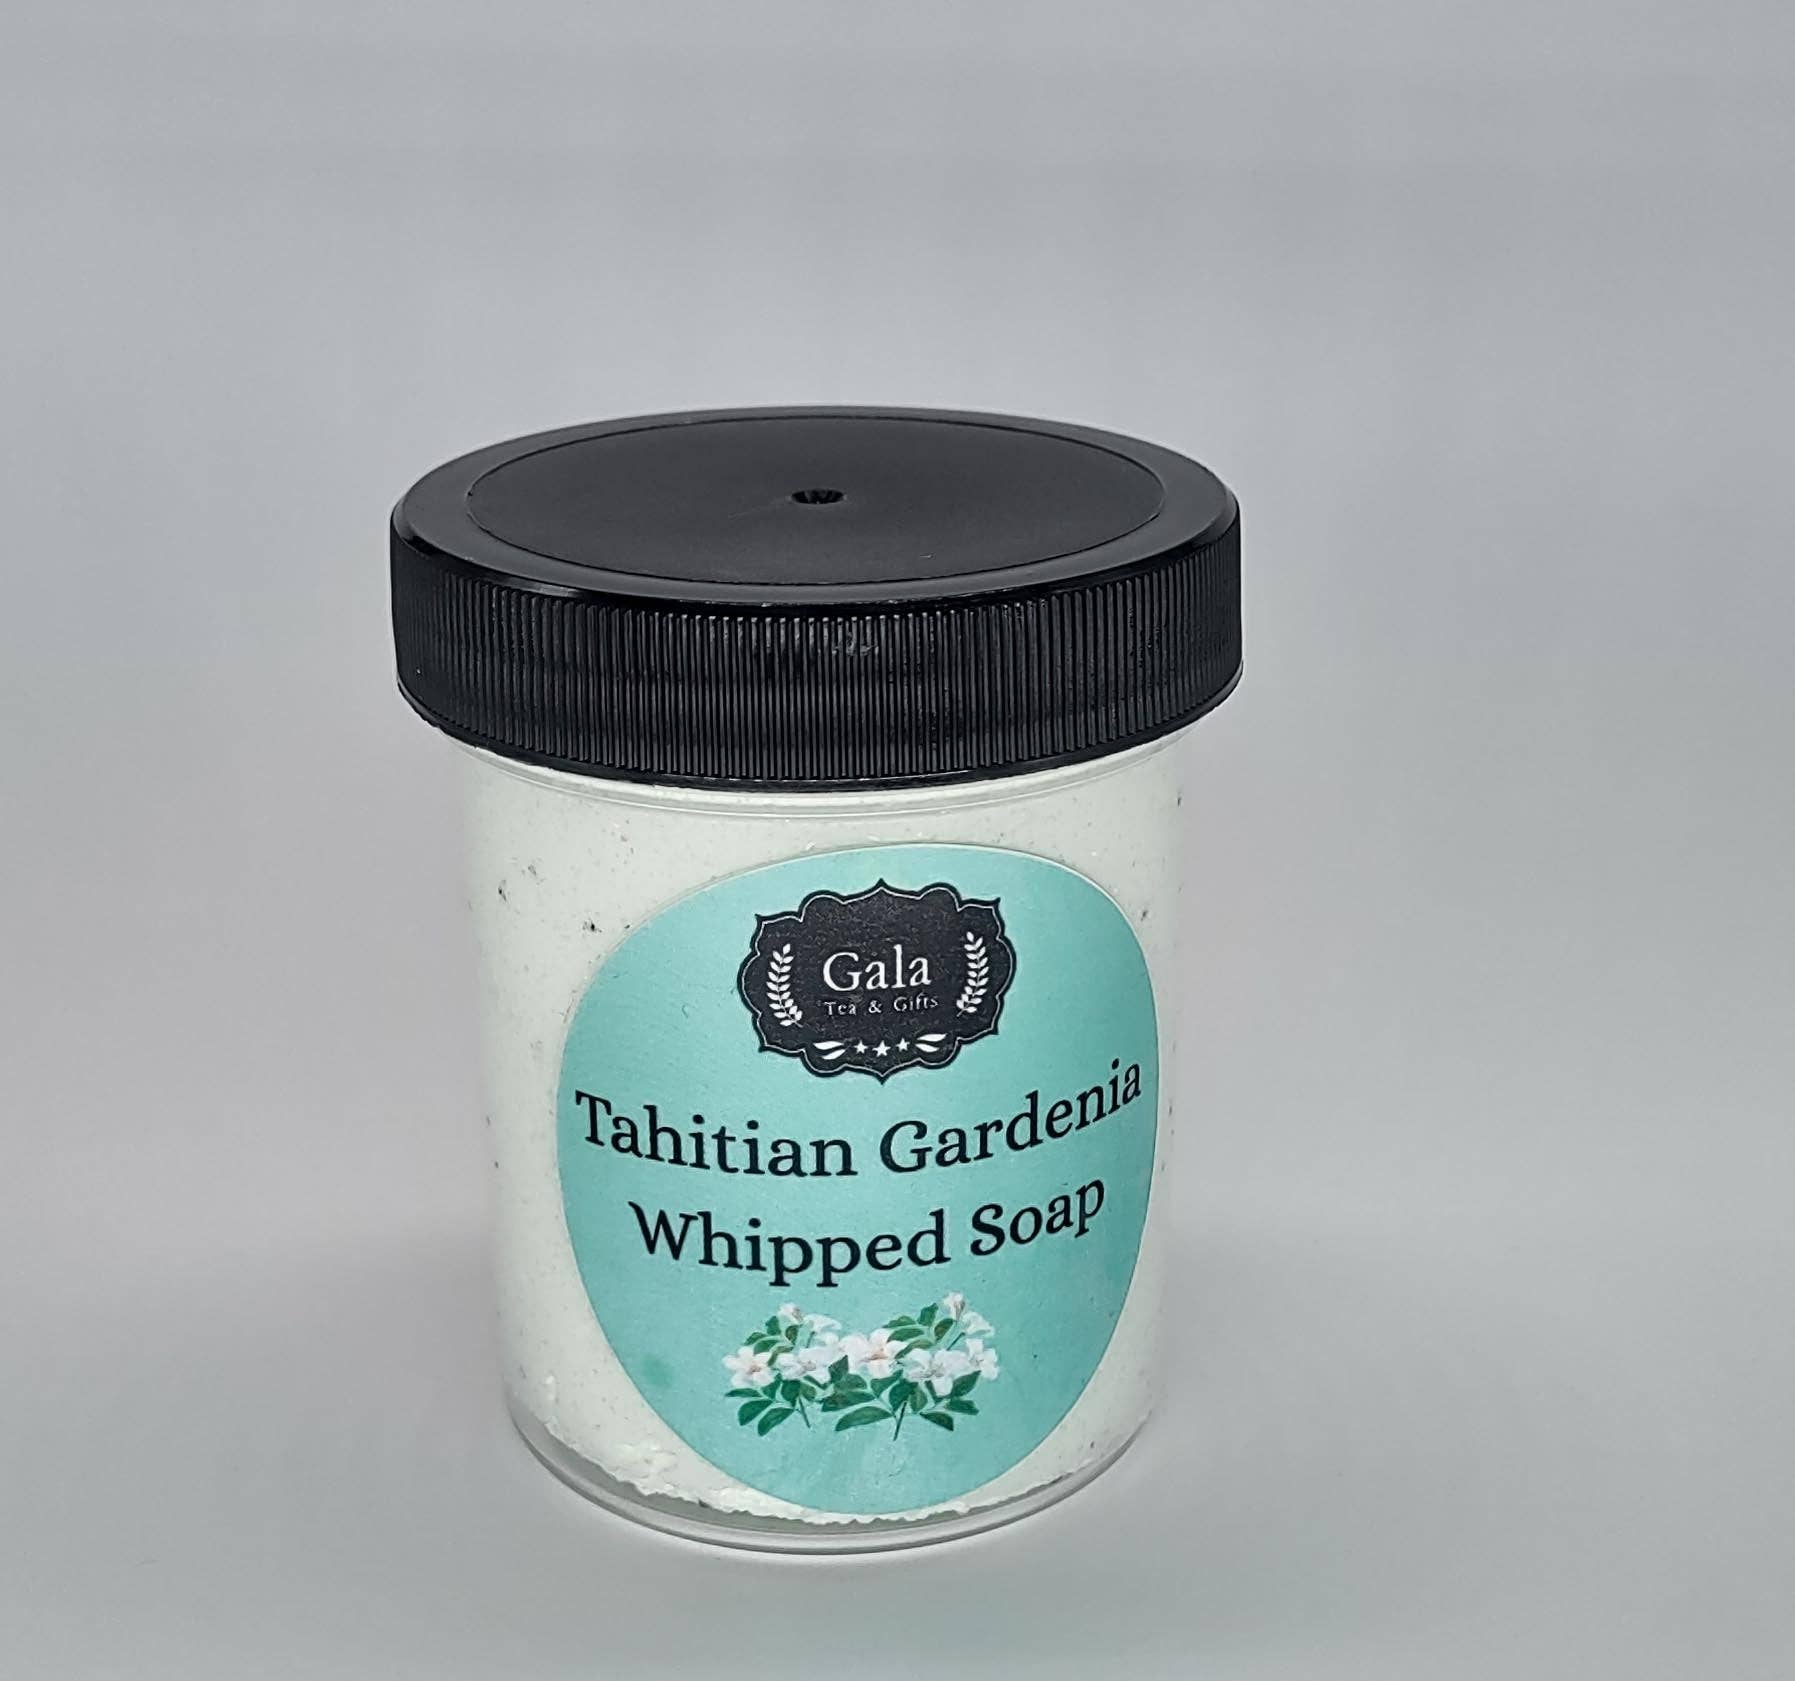 Gala
Tea & Gifts
Tahitian Gardenia
Whipped Soap